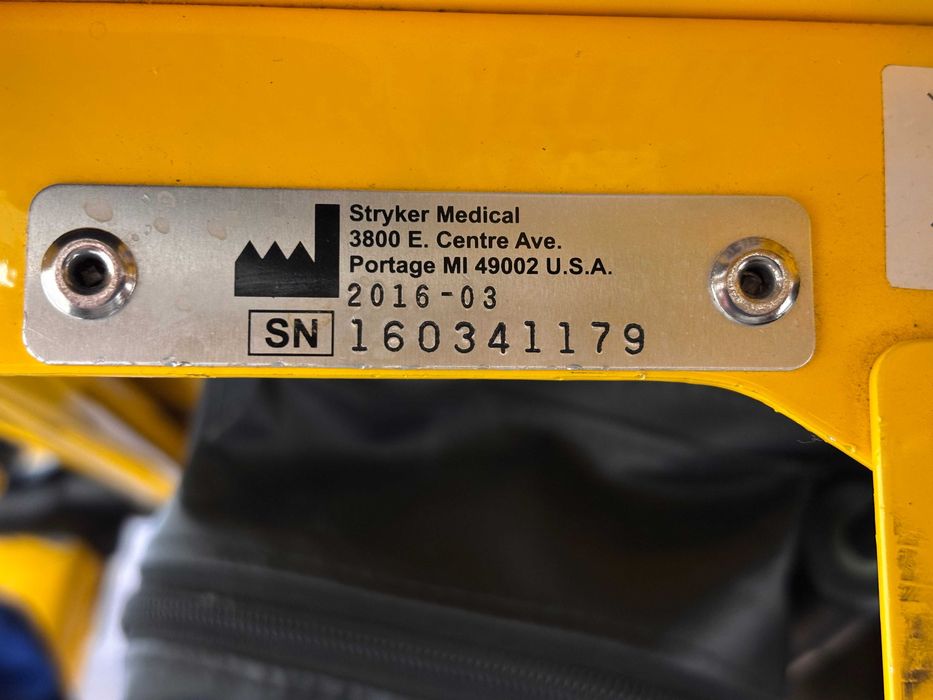 Stryker Medical
3800 E. Centre Ave.
Portage MI 49002 U.S.A.
2016-03
SN 160341179